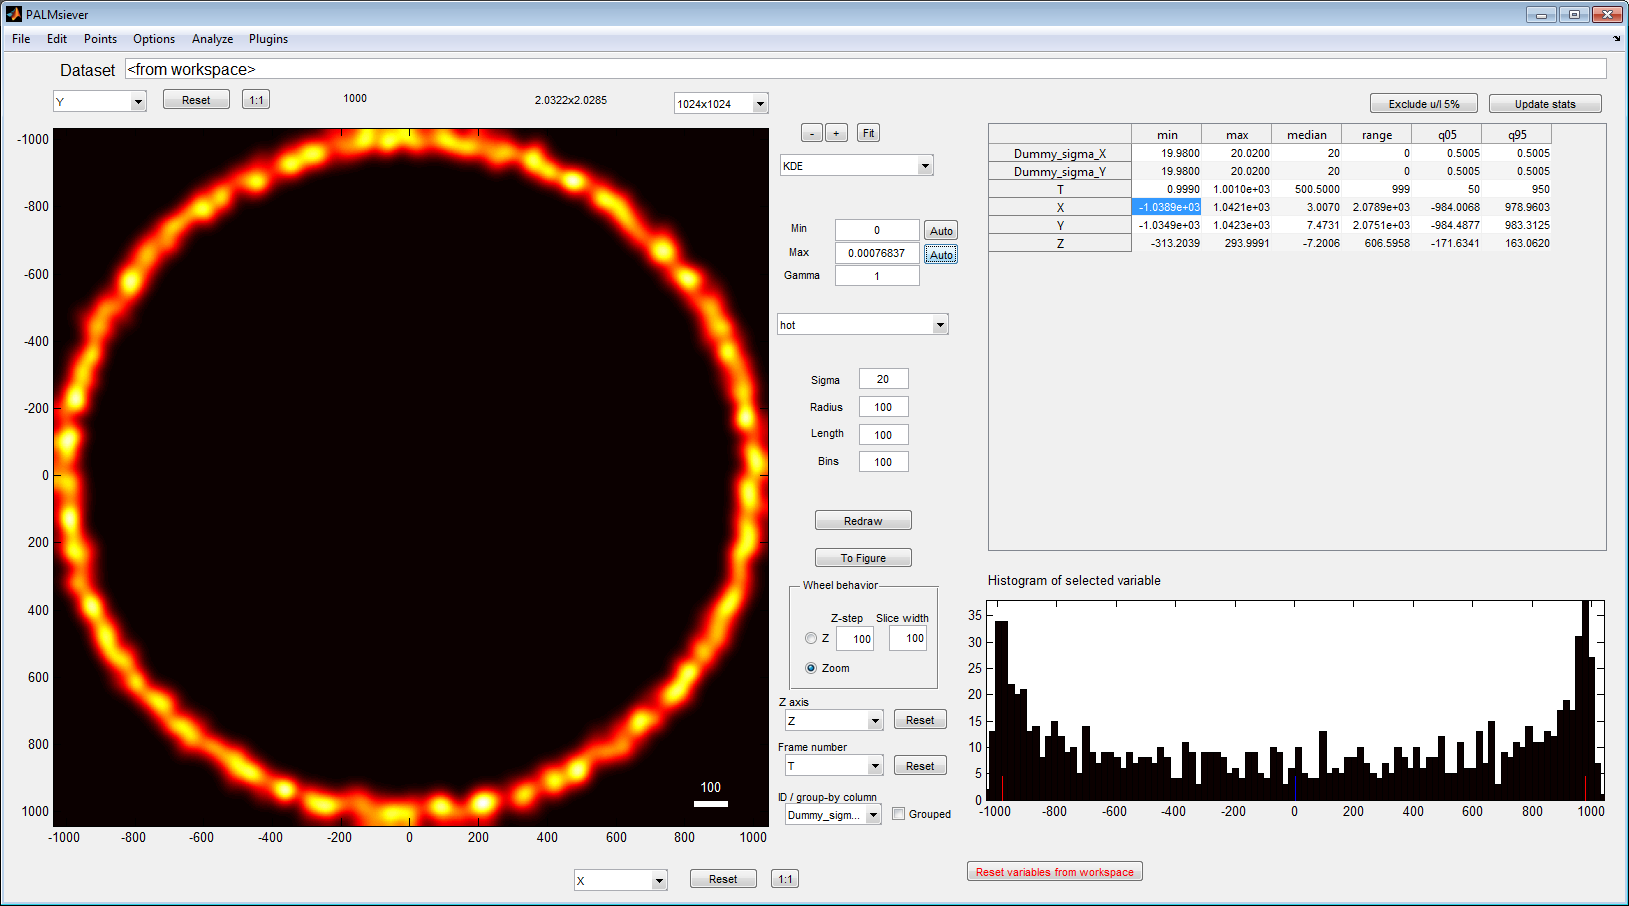 PALMsiever
File Edit Points Options Analyze Plugins
Dataset <from workspace>
Y Reset 1:1 1000 2.0322x2.0285 1024x1024 Exclude u/l 5% Update stats
- + Fit
KDE
Min 0 Auto
Max 0.00076837 Auto
Gamma 1
hot
Sigma 20
Radius 100
Length 100
Bins 100
Redraw
To Figure
Wheel behavior
Z-step Slice width
Z 100 100
Zoom
Z axis
Z Reset
Frame number
T Reset
ID / group-by column
Dummy_sigm... Grouped
-1000
-800
-600
-400
-200
0
200
400
600
800
1000
100
-1000 -800 -600 -400 -200 0 200 400 600 800 1000
X Reset 1:1
min max median range q05 q95
Dummy_sigma_X 19.9800 20.0200 20 0 0.5005 0.5005
Dummy_sigma_Y 19.9800 20.0200 20 0 0.5005 0.5005
T 0.9990 1.0010e+03 500.5000 999 50 950
X -1.0389e+03 1.0421e+03 3.0070 2.0789e+03 -984.0068 978.9603
Y -1.0349e+03 1.0423e+03 7.4731 2.0751e+03 -984.4877 983.3125
Z -313.2039 293.9991 -7.2006 606.5958 -171.6341 163.0620
Histogram of selected variable
35
30
25
20
15
10
5
0
-1000 -800 -600 -400 -200 0 200 400 600 800 1000
Reset variables from workspace